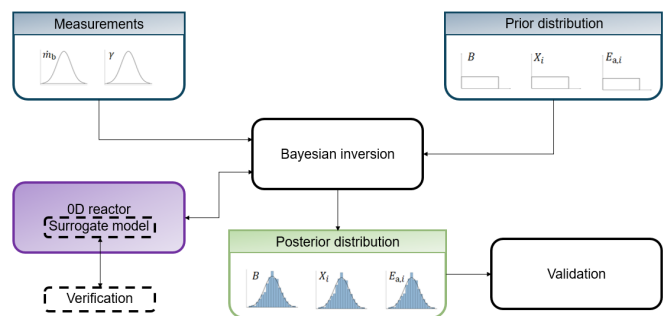 Measurements
ṁb
γ
Prior distribution
B
Xi
Ea,i
Bayesian inversion
0D reactor
Surrogate model
Verification
Posterior distribution
B
Xi
Ea,i
Validation